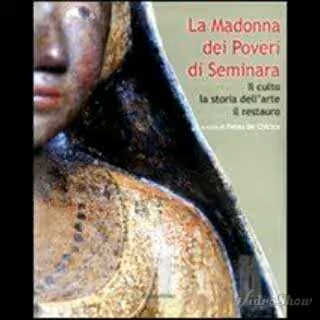 La Madonna
dei Poveri
di Seminara
Il culto
la storia dell'arte
il restauro
a cura di
VideoShow